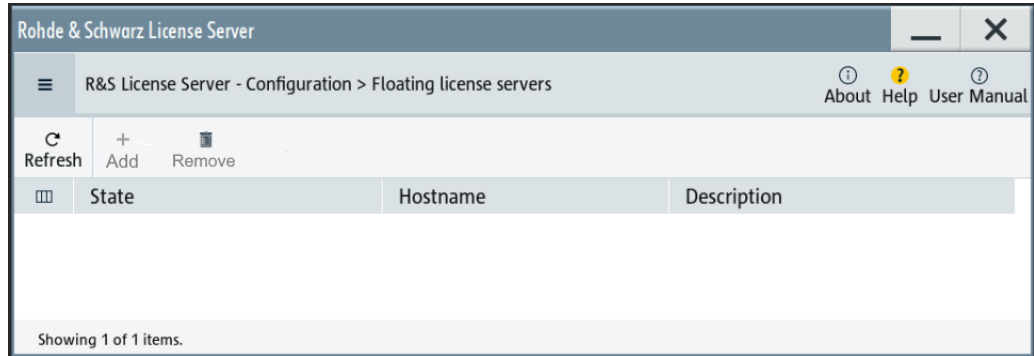 Rohde & Schwarz License Server
R&S License Server - Configuration > Floating license servers
About Help User Manual
Refresh Add Remove
State Hostname Description
Showing 1 of 1 items.